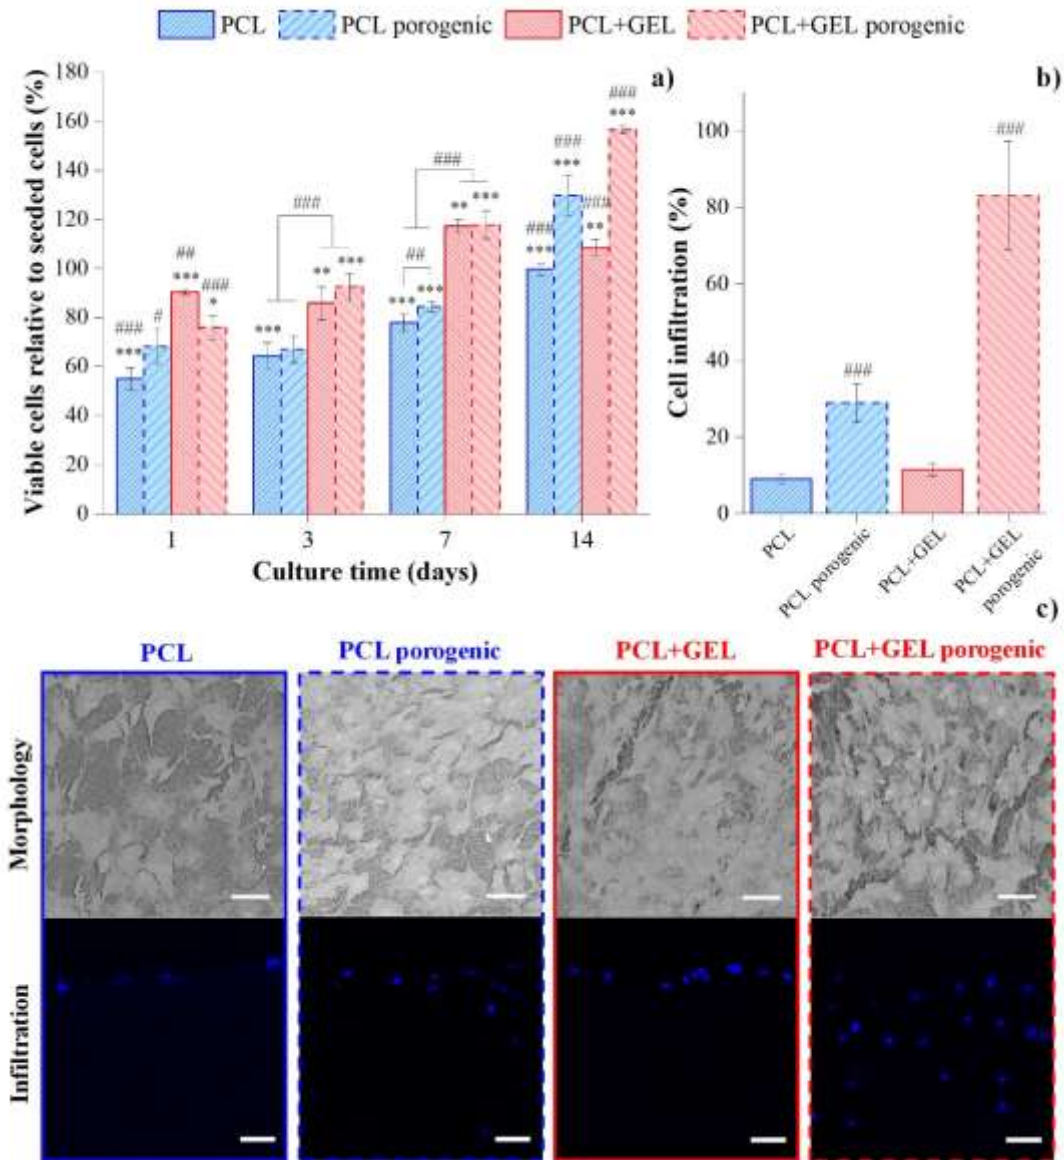 PCL PCL porogenic PCL+GEL PCL+GEL porogenic
a)
Viable cells relative to seeded cells (%)
180
160
140
120
100
80
60
40
20
0
### ***
#
## ***
### *
***
###
**
***
***
##
***
###
**
***
### ***
### ***
### **
### ***
1 3 7 14
Culture time (days)
b)
Cell infiltration (%)
100
80
60
40
20
0
###
###
PCL
PCL porogenic
PCL+GEL
PCL+GEL porogenic
c)
PCL PCL porogenic PCL+GEL PCL+GEL porogenic
Morphology
Infiltration